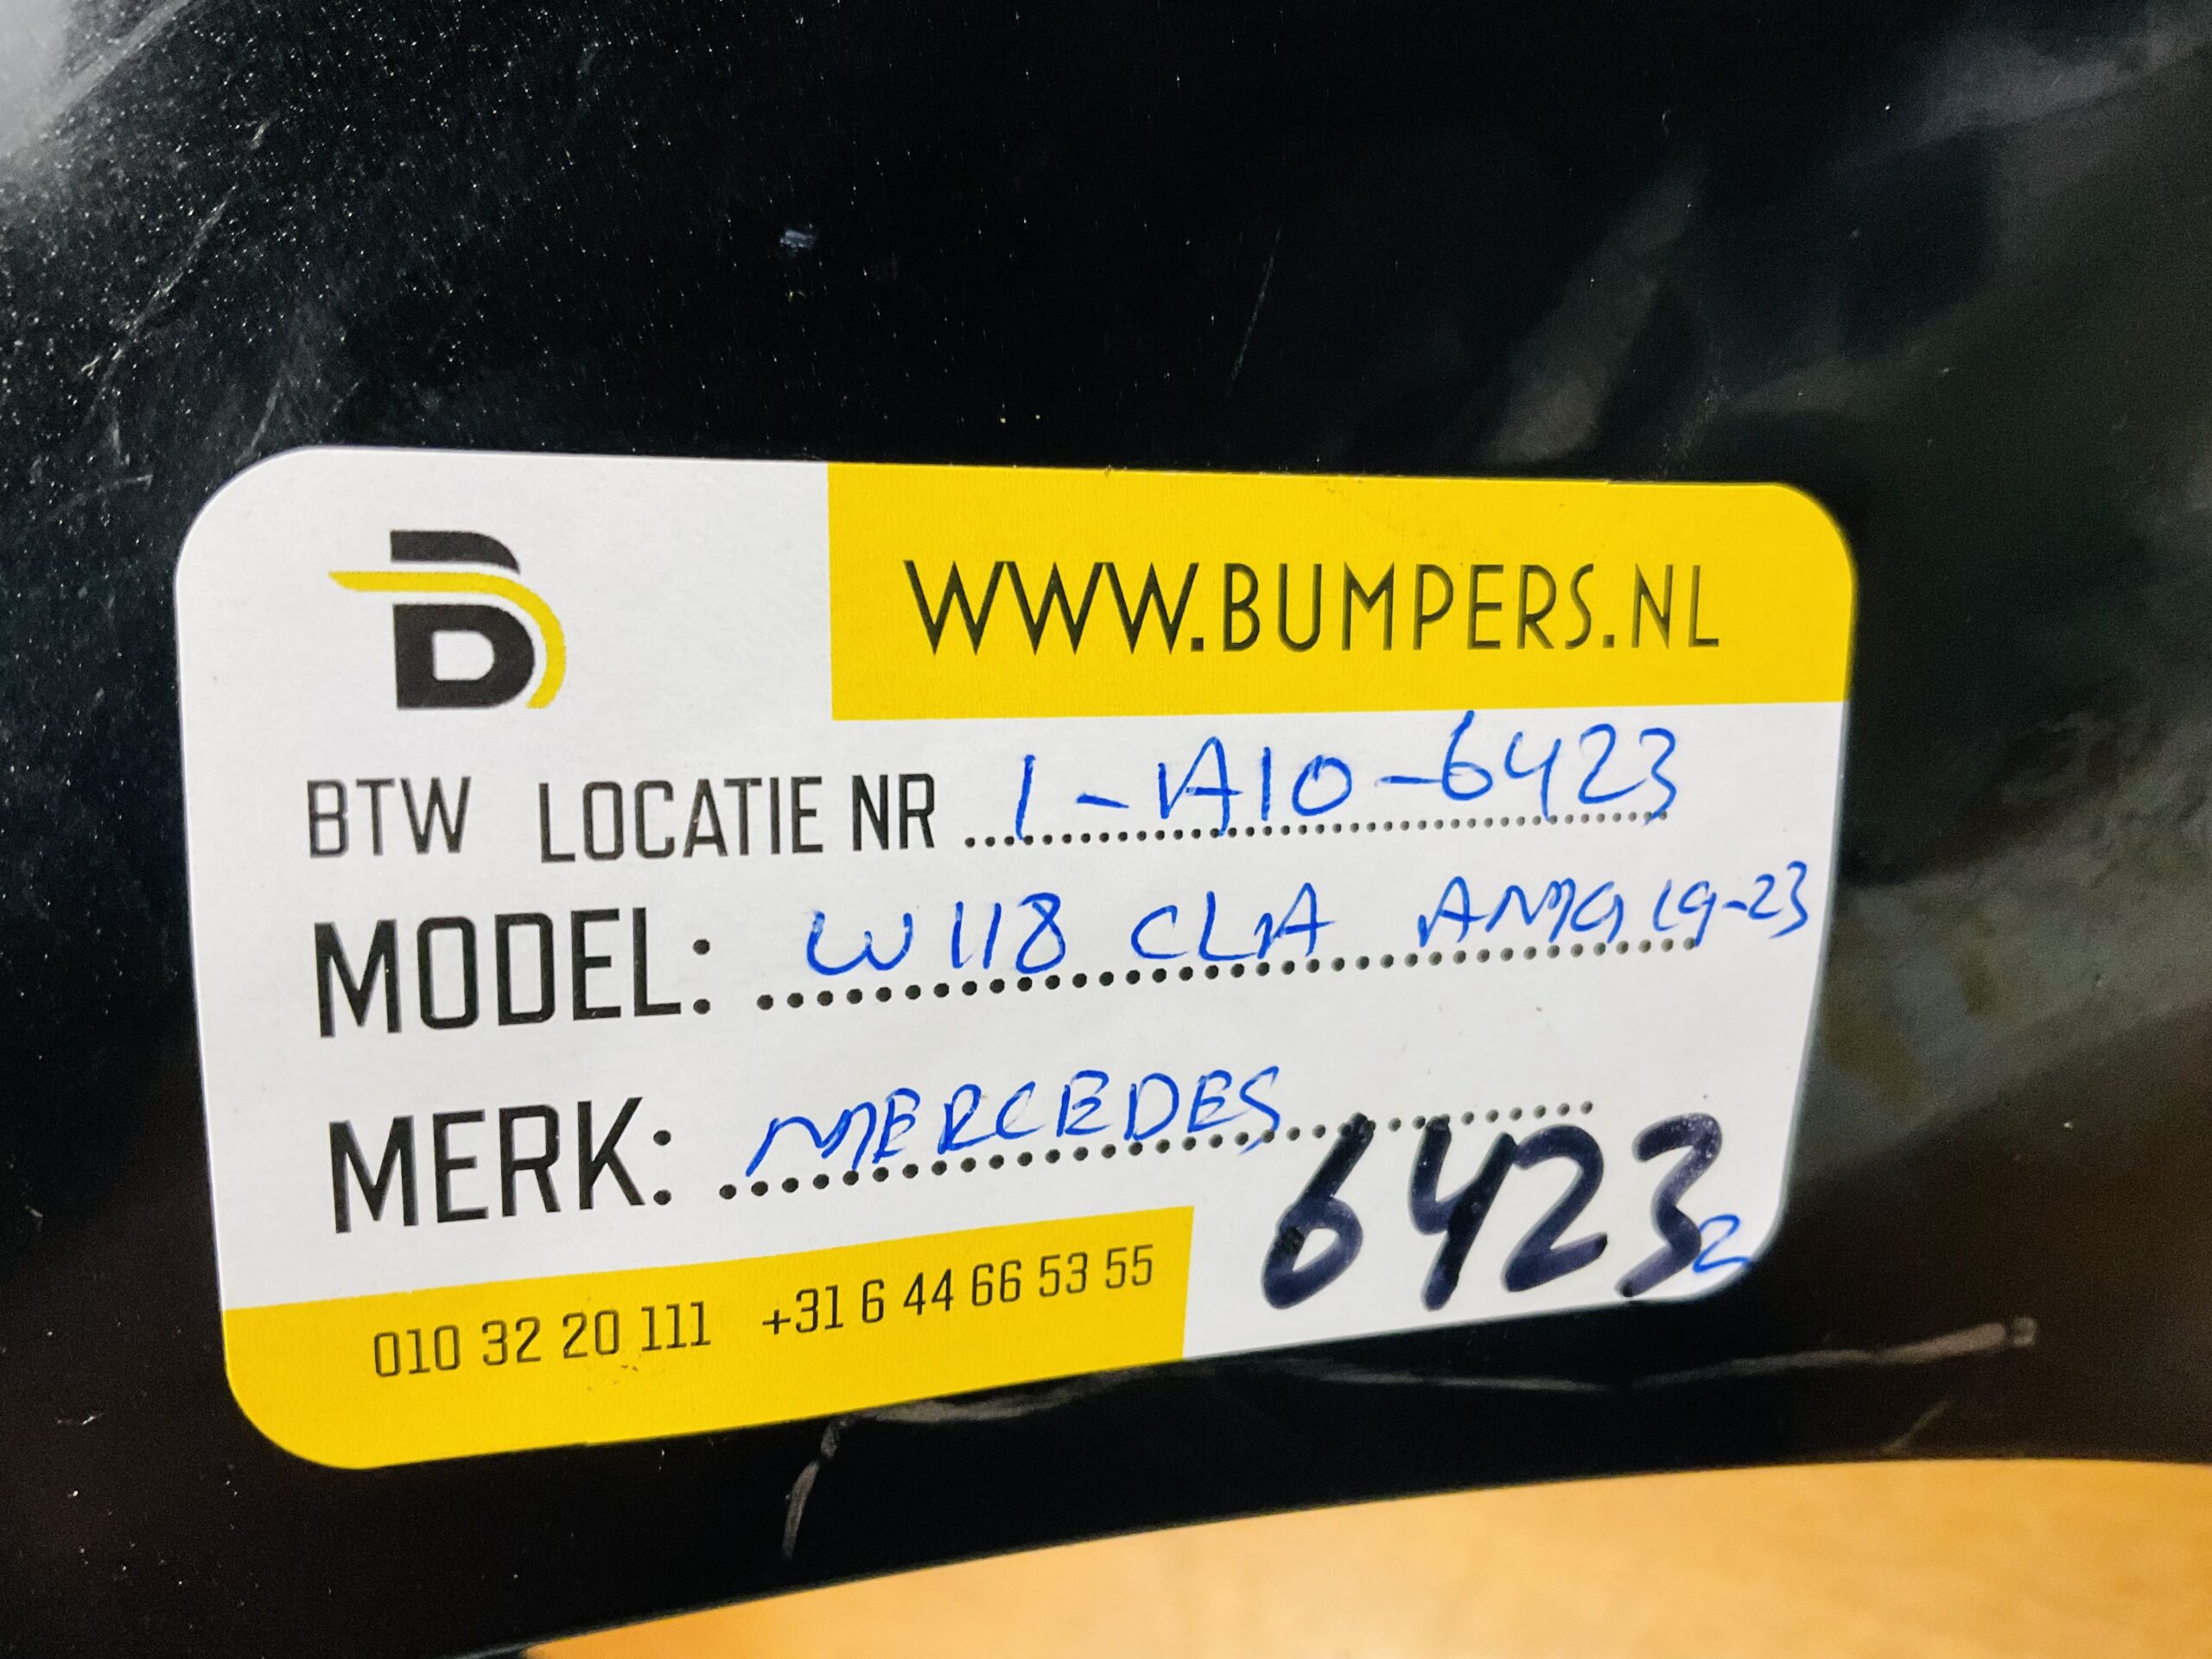 B WWW.BUMPERS.NL
BTW LOCATIE NR 1-A10-6423
MODEL: W118 CLA AMG 19-23
MERK: MERCEDES
6423 2
010 32 20 111 +31 6 44 66 53 55